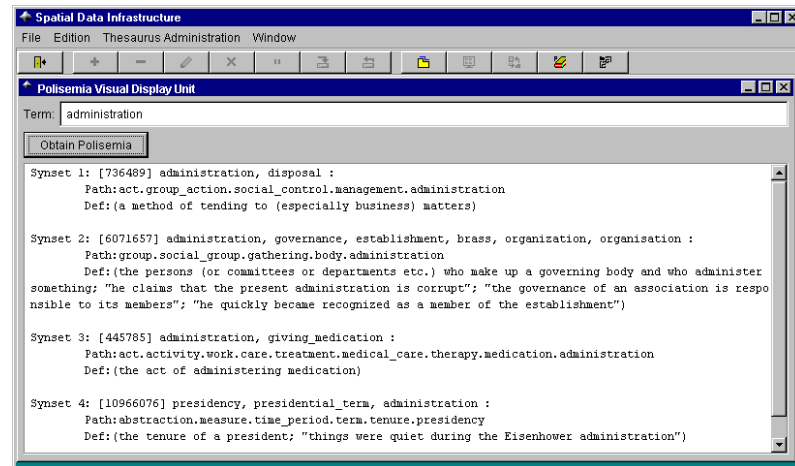 Spatial Data Infrastructure
File Edition Thesaurus Administration Window
Polisemia Visual Display Unit
Term: administration
Obtain Polisemia
Synset 1: [736489] administration, disposal :
Path:act.group_action.social_control.management.administration
Def:(a method of tending to (especially business) matters)
Synset 2: [6071657] administration, governance, establishment, brass, organization, organisation :
Path:group.social_group.gathering.body.administration
Def:(the persons (or committees or departments etc.) who make up a governing body and who administer
something; "he claims that the present administration is corrupt"; "the governance of an association is respo
nsible to its members"; "he quickly became recognized as a member of the establishment")
Synset 3: [445785] administration, giving_medication :
Path:act.activity.work.care.treatment.medical_care.therapy.medication.administration
Def:(the act of administering medication)
Synset 4: [10966076] presidency, presidential_term, administration :
Path:abstraction.measure.time_period.term.tenure.presidency
Def:(the tenure of a president; "things were quiet during the Eisenhower administration")